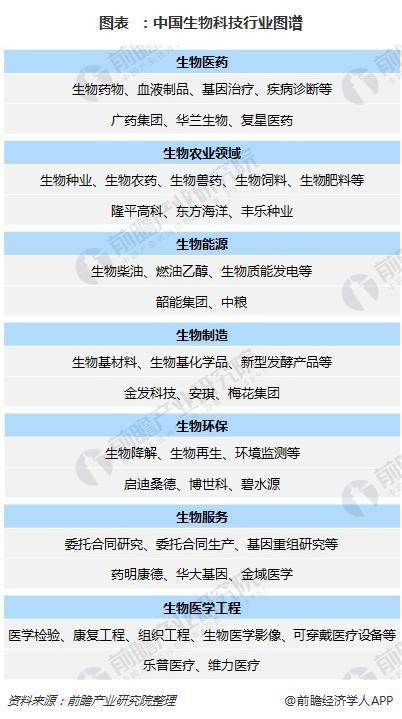 图表 ：中国生物科技行业图谱
生物医药
生物药物、血液制品、基因治疗、疾病诊断等
广药集团、华兰生物、复星医药
生物农业领域
生物种业、生物农药、生物兽药、生物饲料、生物肥料等
隆平高科、东方海洋、丰乐种业
生物能源
生物柴油、燃油乙醇、生物质能发电等
韶能集团、中粮
生物制造
生物基材料、生物基化学品、新型发酵产品等
金发科技、安琪、梅花集团
生物环保
生物降解、生物再生、环境监测等
启迪桑德、博世科、碧水源
生物服务
委托合同研究、委托合同生产、基因重组研究等
药明康德、华大基因、金域医学
生物医学工程
医学检验、康复工程、组织工程、生物医学影像、可穿戴医疗设备等
乐普医疗、维力医疗
资料来源：前瞻产业研究院整理
@前瞻经济学人APP
前瞻产业研究院